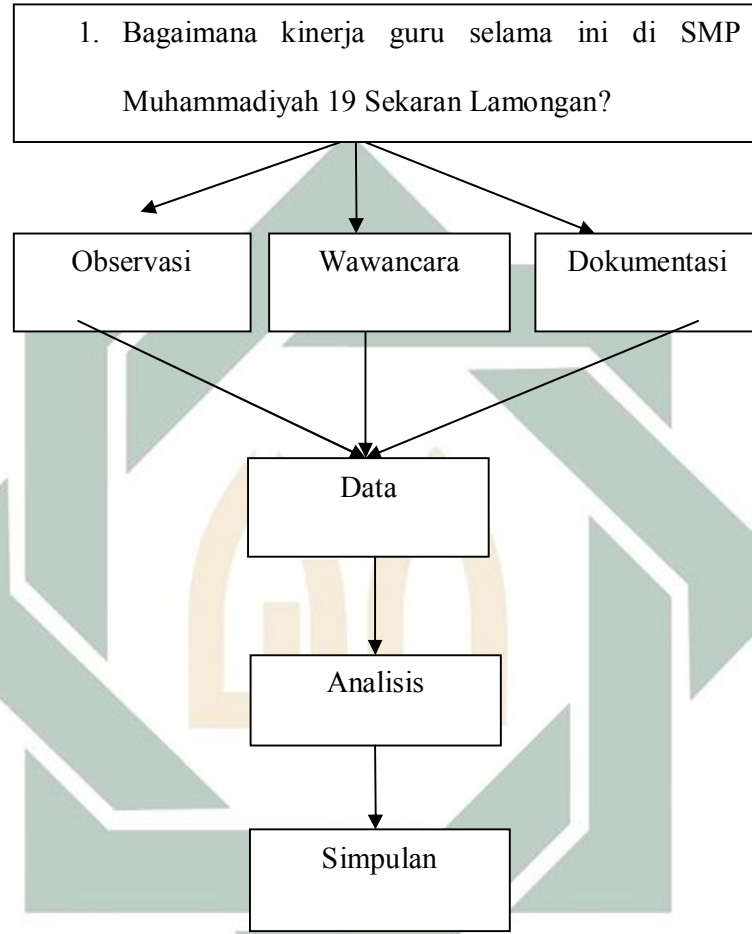 1. Bagaimana kinerja guru selama ini di SMP
Muhammadiyah 19 Sekaran Lamongan?
Observasi
Wawancara
Dokumentasi
Data
Analisis
Simpulan